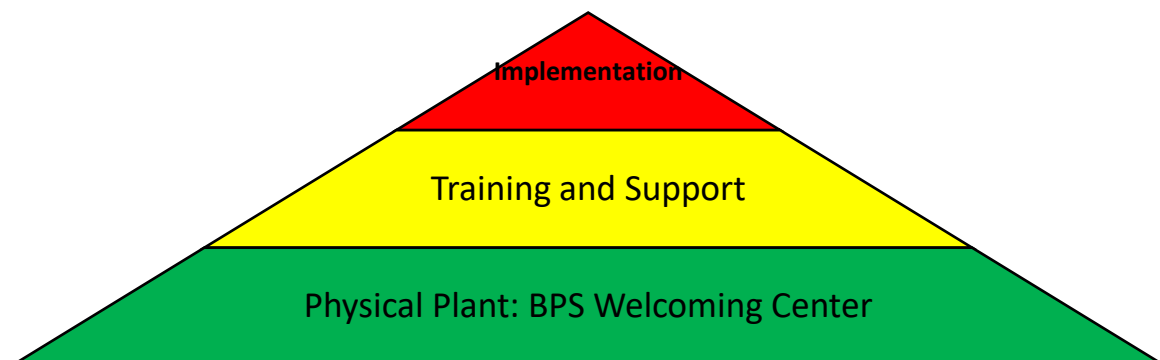 Implementation
Training and Support
Physical Plant: BPS Welcoming Center